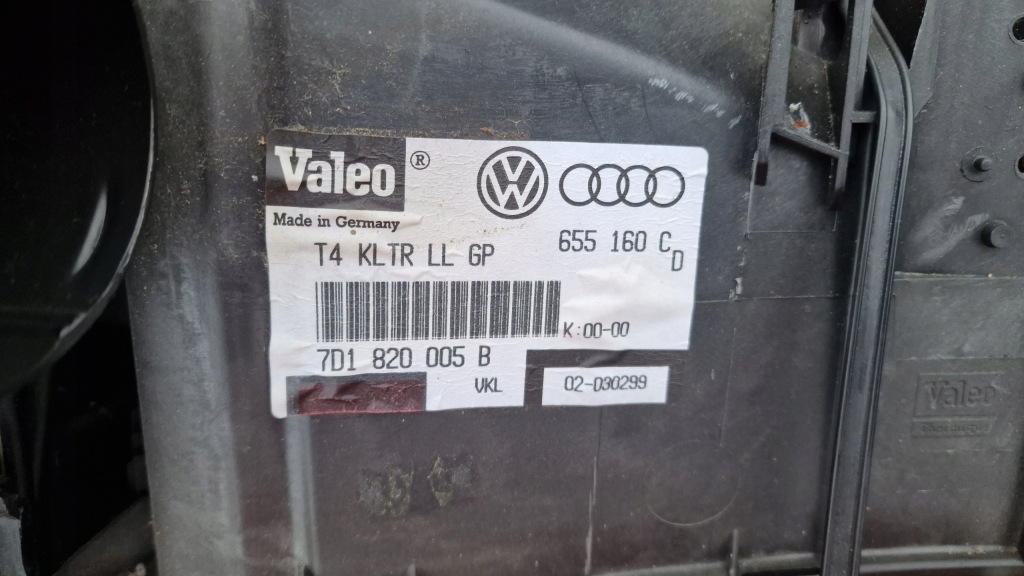 Valeo ®
Made in Germany
T4 KLTR LL GP
655 160 C D
K:00-00
7D1 820 005 B
VKL
02-030299
Valeo